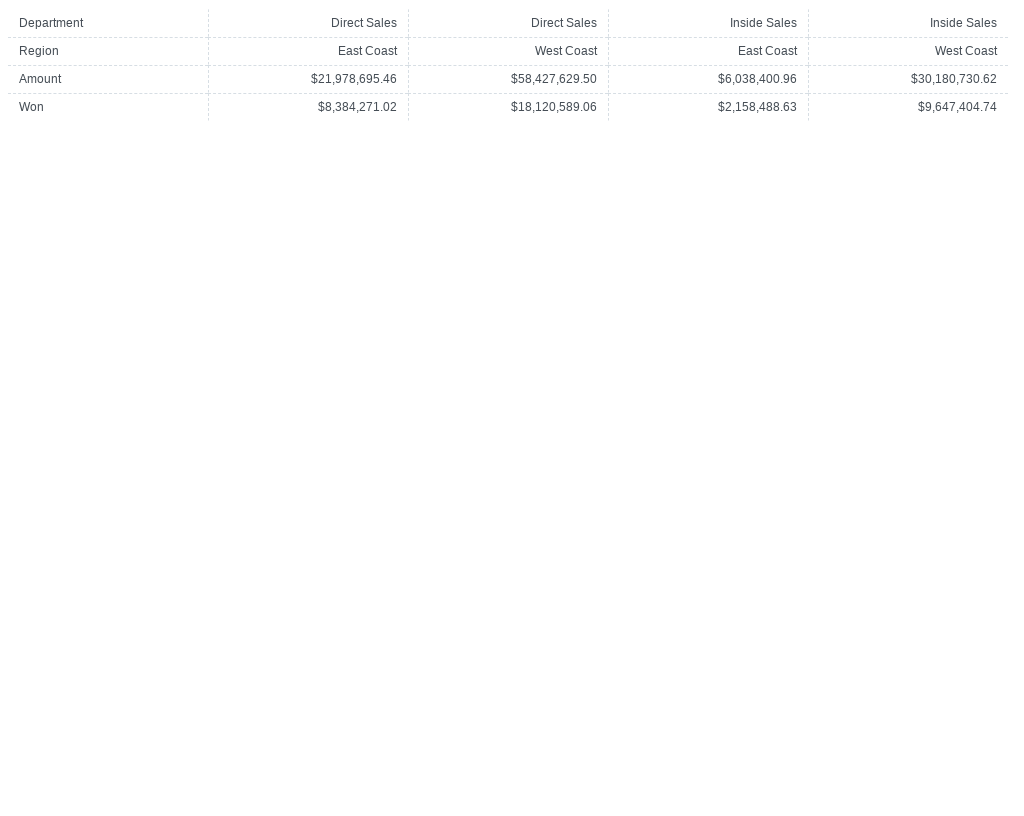 Department Direct Sales Direct Sales Inside Sales Inside Sales
Region East Coast West Coast East Coast West Coast
Amount $21,978,695.46 $58,427,629.50 $6,038,400.96 $30,180,730.62
Won $8,384,271.02 $18,120,589.06 $2,158,488.63 $9,647,404.74